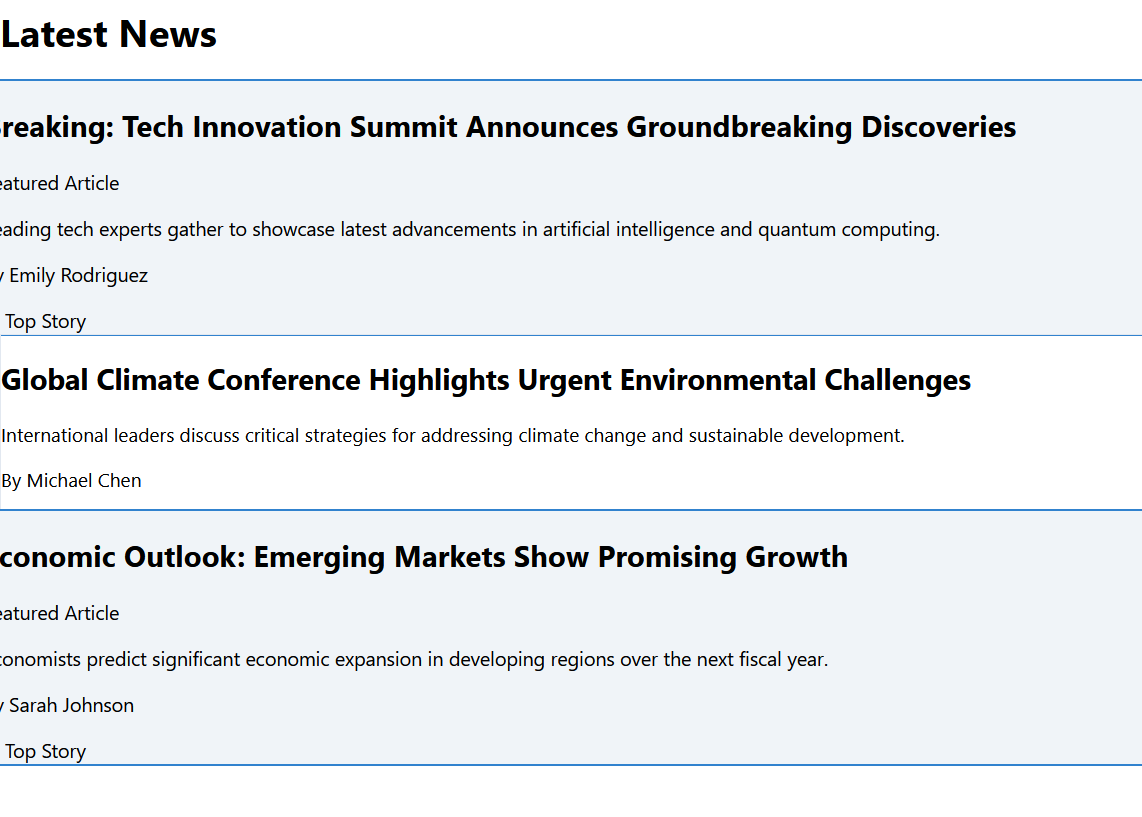 Latest News
reaking: Tech Innovation Summit Announces Groundbreaking Discoveries
eatured Article
eading tech experts gather to showcase latest advancements in artificial intelligence and quantum computing.
y Emily Rodriguez
Top Story
Global Climate Conference Highlights Urgent Environmental Challenges
International leaders discuss critical strategies for addressing climate change and sustainable development.
By Michael Chen
conomic Outlook: Emerging Markets Show Promising Growth
eatured Article
conomists predict significant economic expansion in developing regions over the next fiscal year.
y Sarah Johnson
Top Story